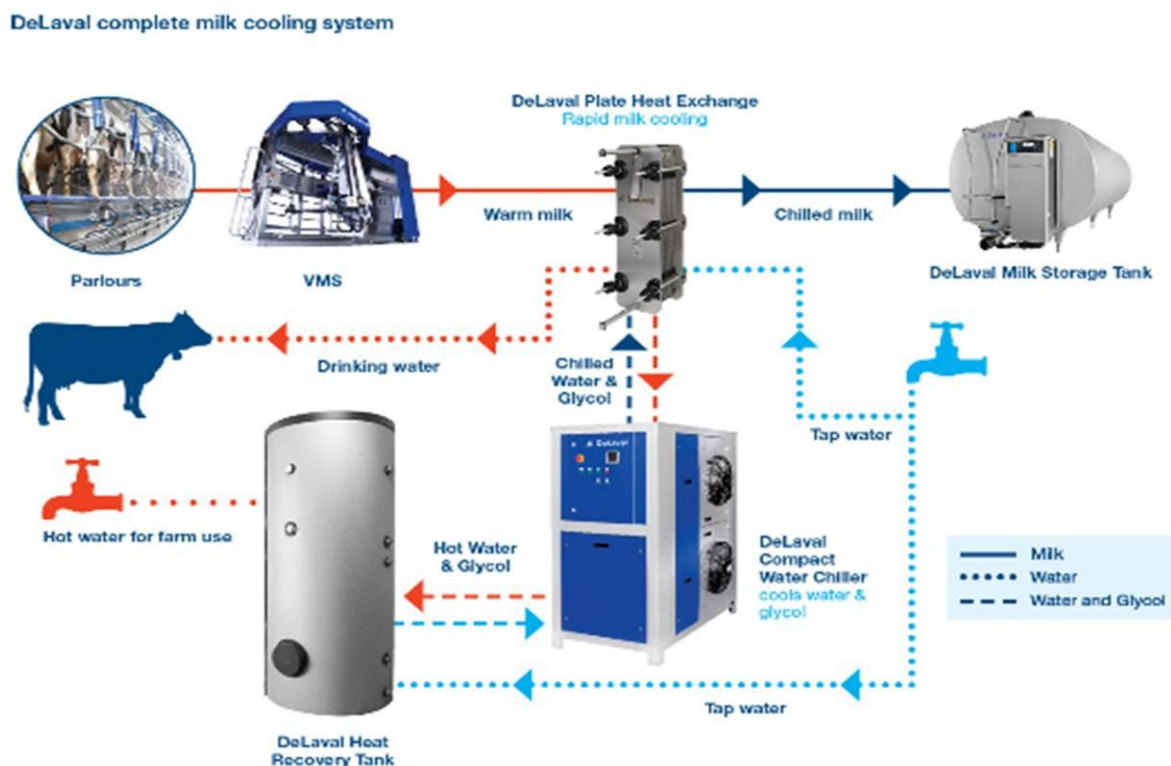 DeLaval complete milk cooling system
DeLaval Plate Heat Exchange
Rapid milk cooling
Warm milk
Chilled milk
Parlours
VMS
DeLaval Milk Storage Tank
Drinking water
Chilled
Water &
Glycol
Tap water
DeLaval
Hot water for farm use
Hot Water
& Glycol
DeLaval
Compact
Water Chiller
cools water &
glycol
Milk
Water
Water and Glycol
Tap water
DeLaval Heat
Recovery Tank